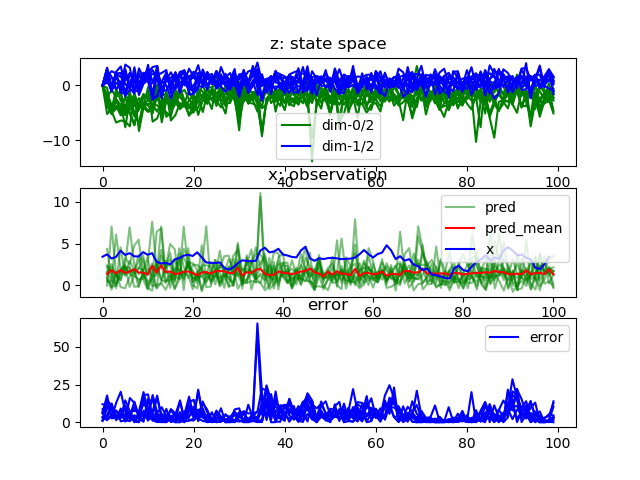 z: state space
0
−10
dim-0/2
dim-1/2
0 20 40 60 80 100
x: observation
10
5
0
pred
pred_mean
x
0 20 40 60 80 100
error
50
25
0
error
0 20 40 60 80 100